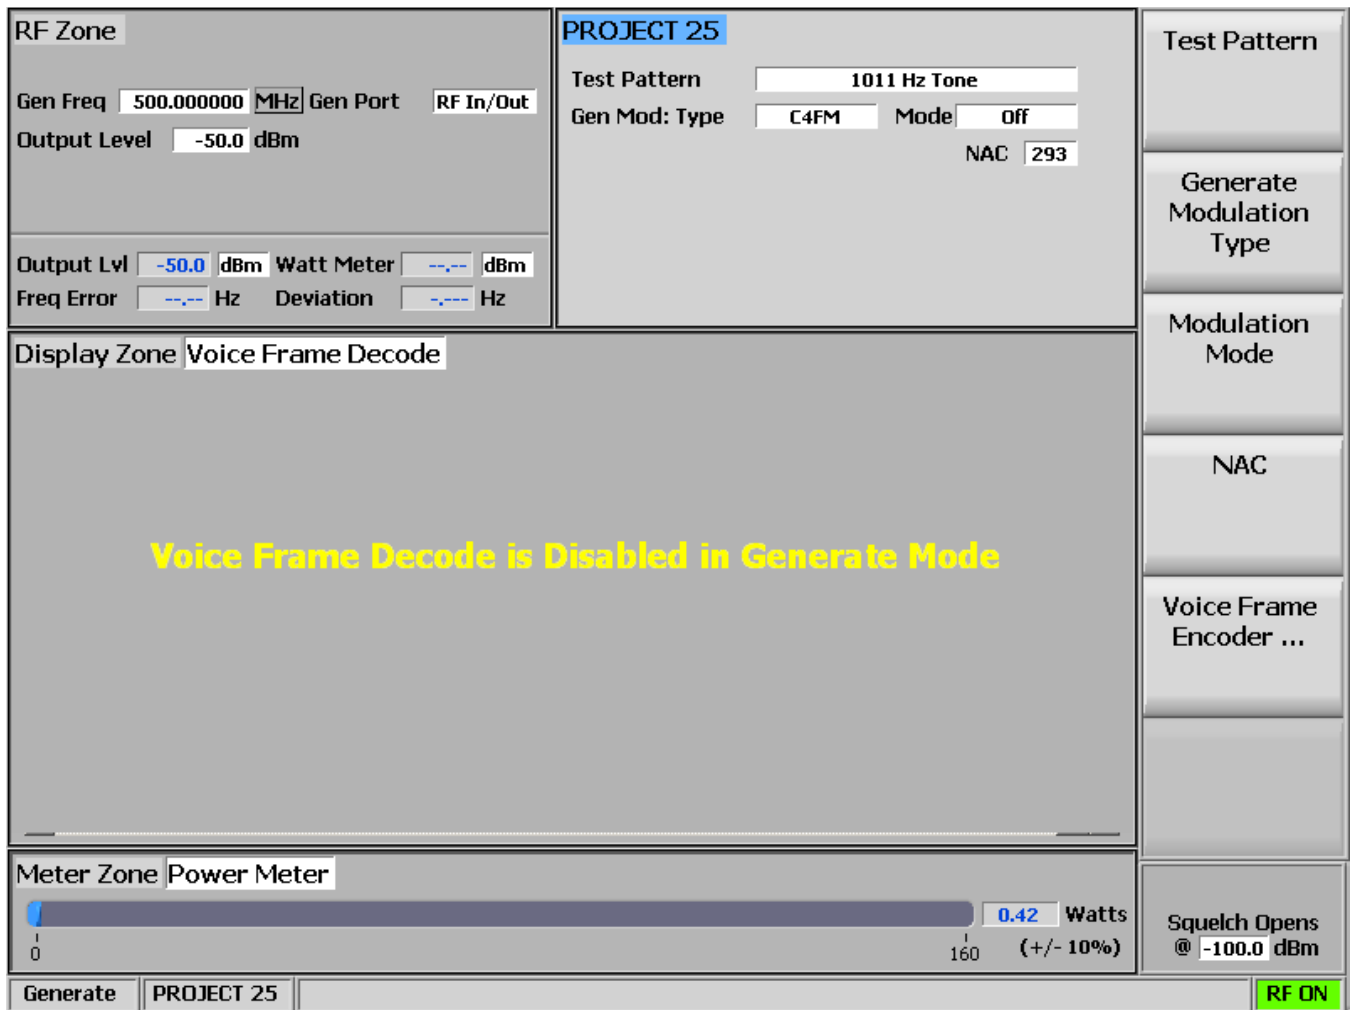 RF Zone
Gen Freq 500.000000 MHz Gen Port RF In/Out
Output Level -50.0 dBm
Output Lvl -50.0 dBm Watt Meter --.-- dBm
Freq Error --.-- Hz Deviation -.--- Hz
PROJECT 25
Test Pattern 1011 Hz Tone
Gen Mod: Type C4FM Mode Off
NAC 293
Display Zone Voice Frame Decode
Voice Frame Decode is Disabled in Generate Mode
Meter Zone Power Meter
0.42 Watts
0 160 (+/- 10%)
Test Pattern
Generate
Modulation
Type
Modulation
Mode
NAC
Voice Frame
Encoder ...
Squelch Opens
@ -100.0 dBm
Generate PROJECT 25 RF ON